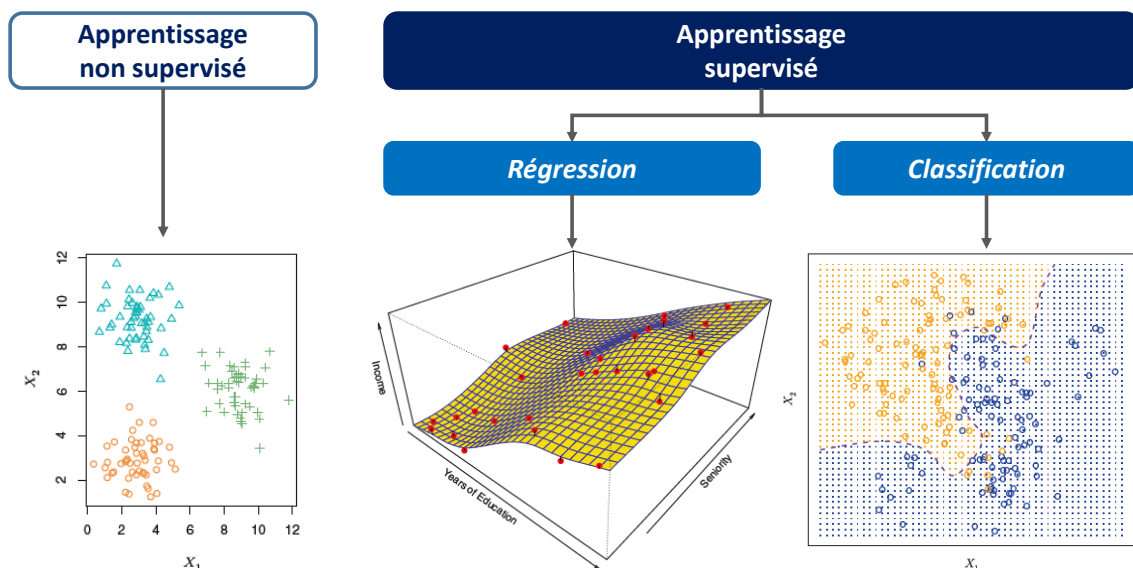 Apprentissage
non supervisé
Apprentissage
supervisé
Régression
Classification
X2
12
10
8
6
4
2
0 2 4 6 8 10 12
X1
Income
Years of Education
Seniority
X2
X1